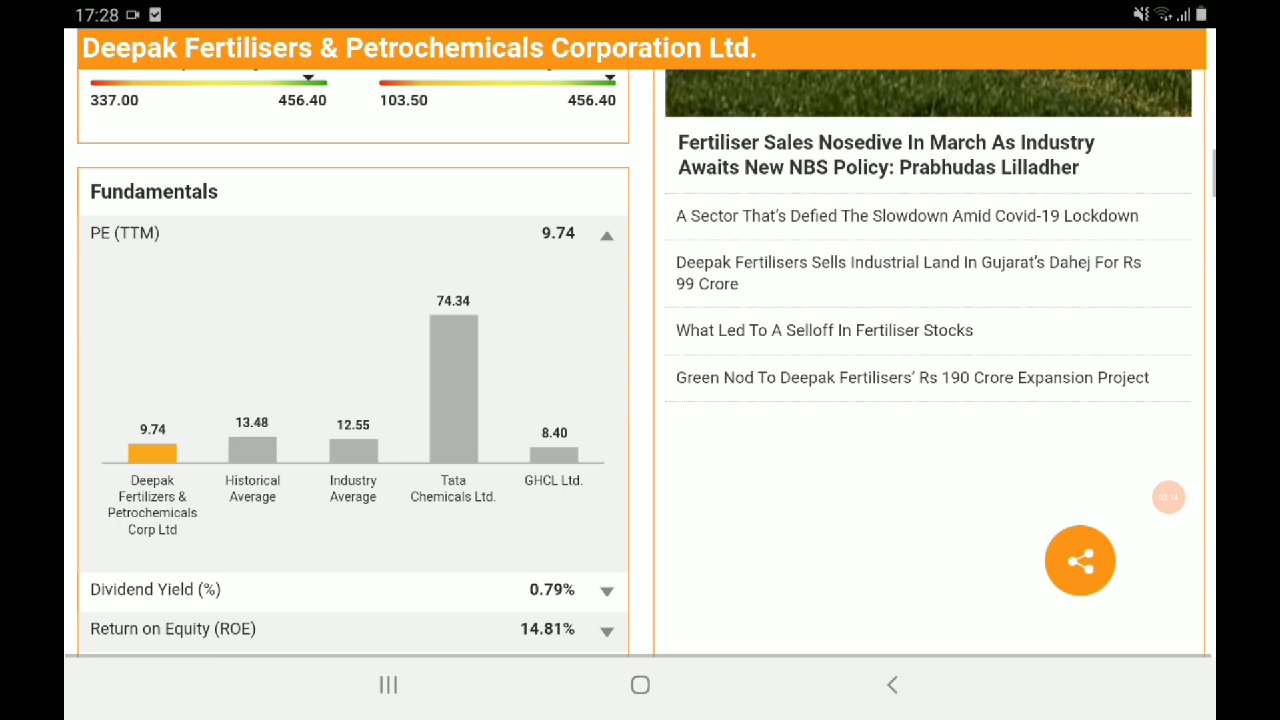 17:28
Deepak Fertilisers & Petrochemicals Corporation Ltd.
337.00 456.40
103.50 456.40
Fundamentals
PE (TTM) 9.74
74.34
9.74
13.48
12.55
8.40
Deepak
Fertilizers &
Petrochemicals
Corp Ltd
Historical
Average
Industry
Average
Tata
Chemicals Ltd.
GHCL Ltd.
Dividend Yield (%) 0.79%
Return on Equity (ROE) 14.81%
Fertiliser Sales Nosedive In March As Industry
Awaits New NBS Policy: Prabhudas Lilladher
A Sector That's Defied The Slowdown Amid Covid-19 Lockdown
Deepak Fertilisers Sells Industrial Land In Gujarat's Dahej For Rs
99 Crore
What Led To A Selloff In Fertiliser Stocks
Green Nod To Deepak Fertilisers' Rs 190 Crore Expansion Project